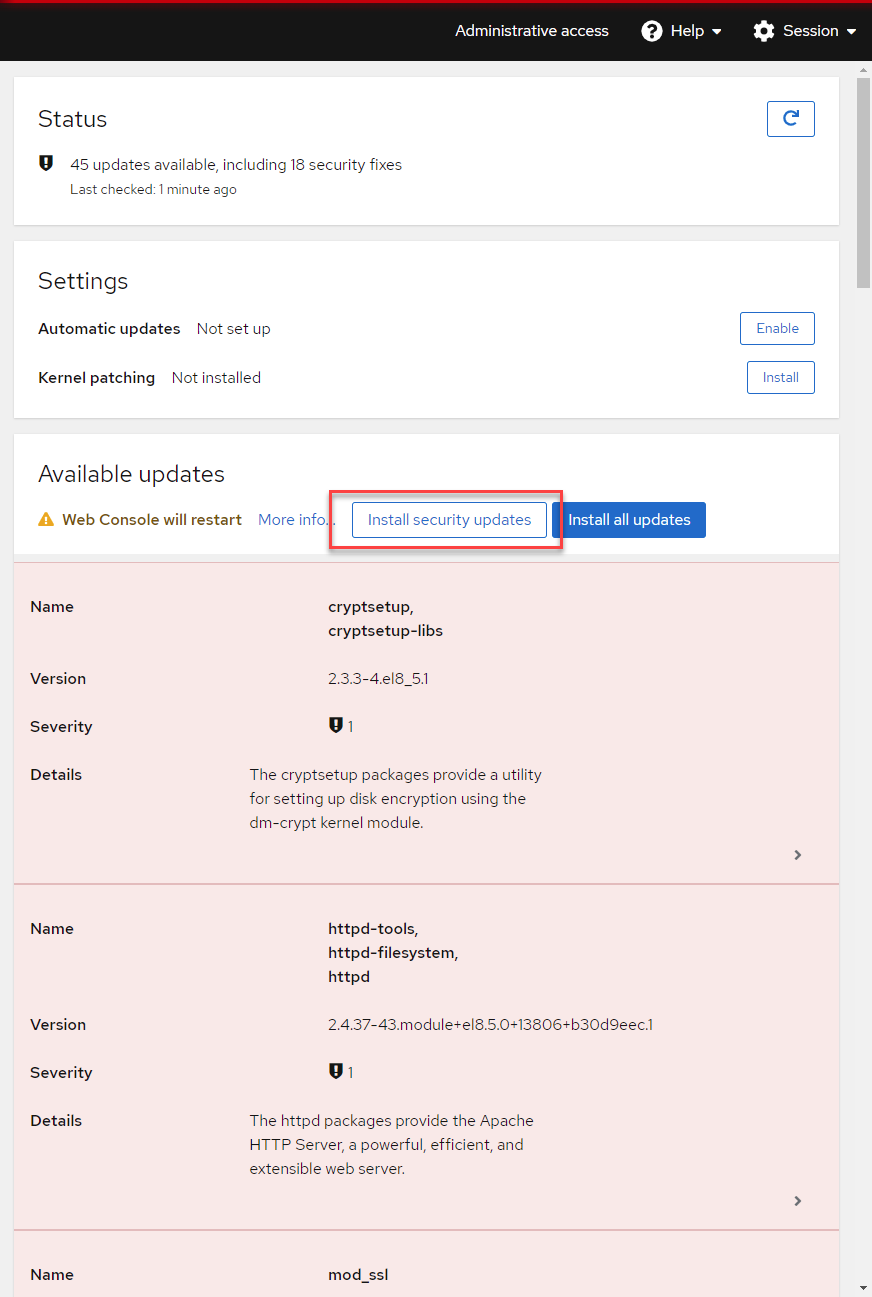 Administrative access Help Session
Status
45 updates available, including 18 security fixes
Last checked: 1 minute ago
Settings
Automatic updates Not set up Enable
Kernel patching Not installed Install
Available updates
Web Console will restart More info... Install security updates Install all updates
Name cryptsetup,
cryptsetup-libs
Version 2.3.3-4.el8_5.1
Severity 1
Details The cryptsetup packages provide a utility
for setting up disk encryption using the
dm-crypt kernel module.
Name httpd-tools,
httpd-filesystem,
httpd
Version 2.4.37-43.module+el8.5.0+13806+b30d9eec.1
Severity 1
Details The httpd packages provide the Apache
HTTP Server, a powerful, efficient, and
extensible web server.
Name mod_ssl